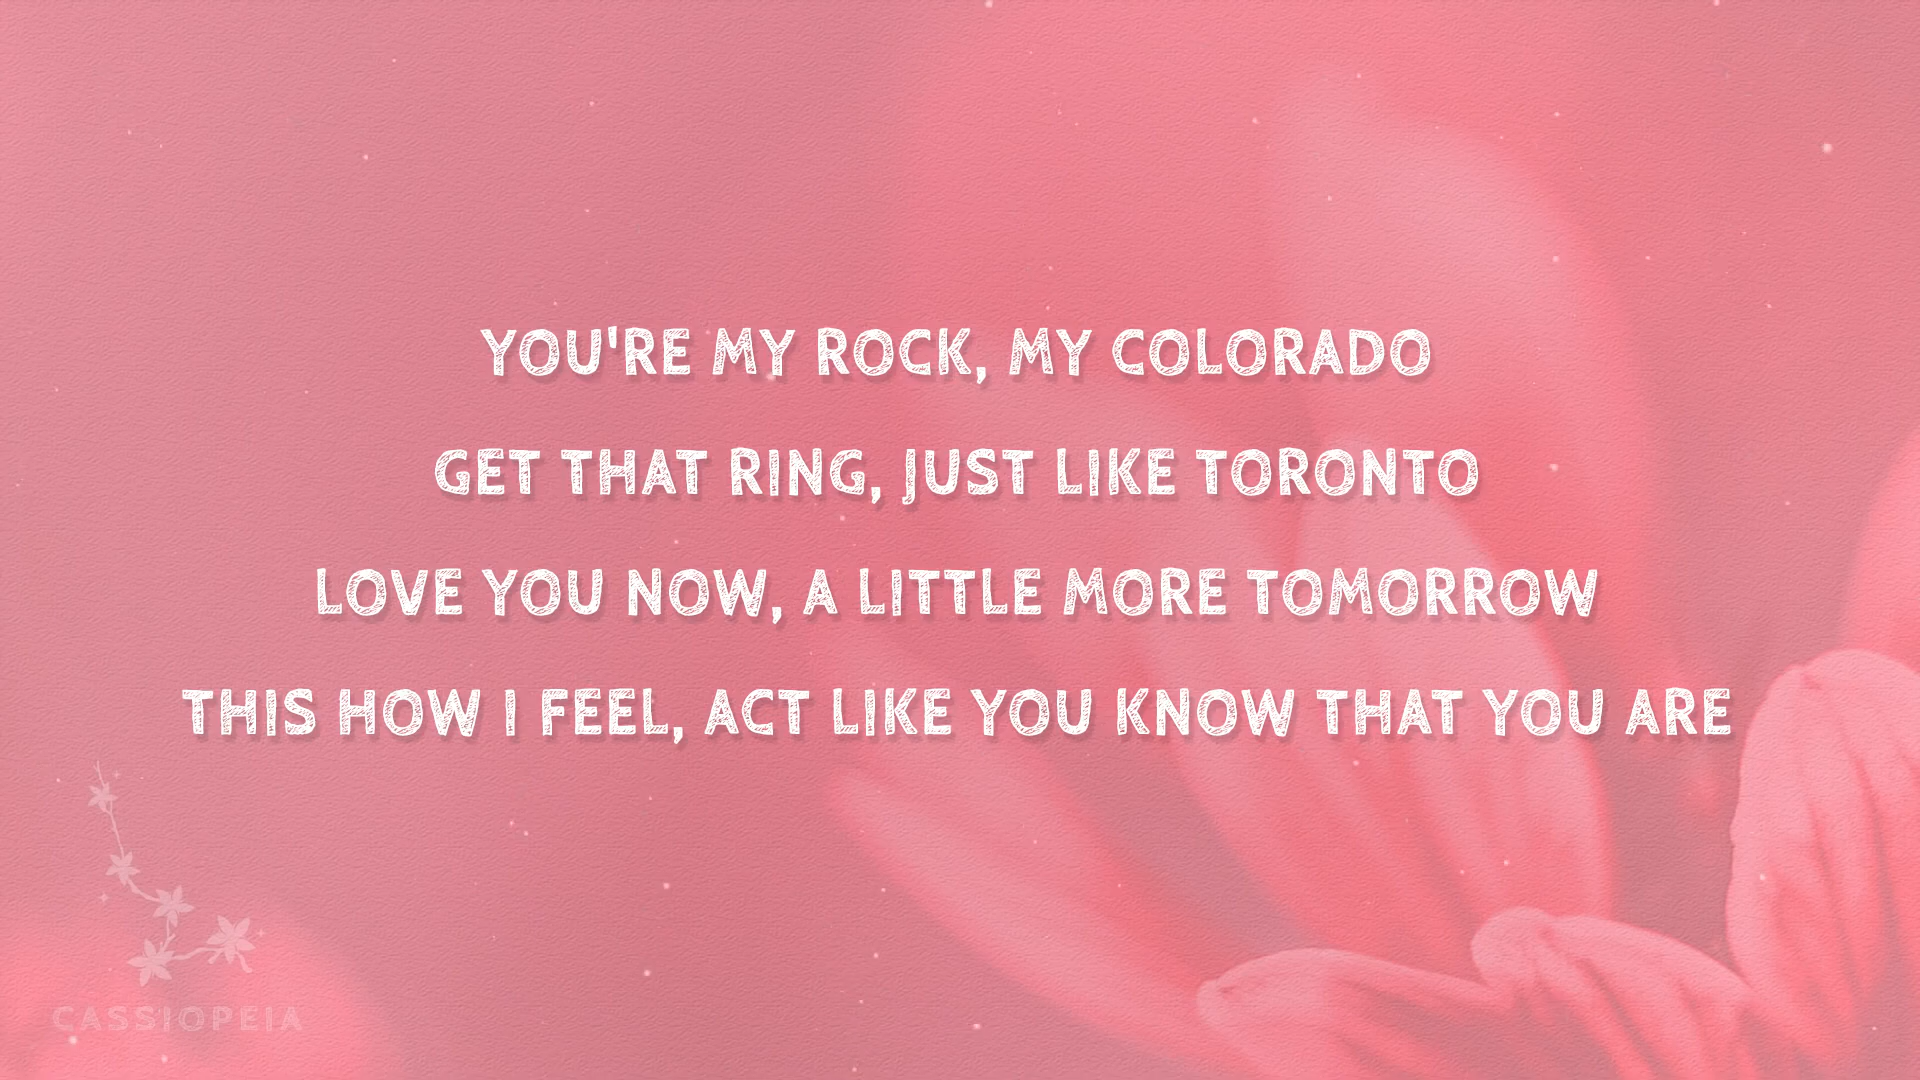 YOU'RE MY ROCK, MY COLORADO
GET THAT RING, JUST LIKE TORONTO
LOVE YOU NOW, A LITTLE MORE TOMORROW
THIS HOW I FEEL, ACT LIKE YOU KNOW THAT YOU ARE
CASSIOPEIA